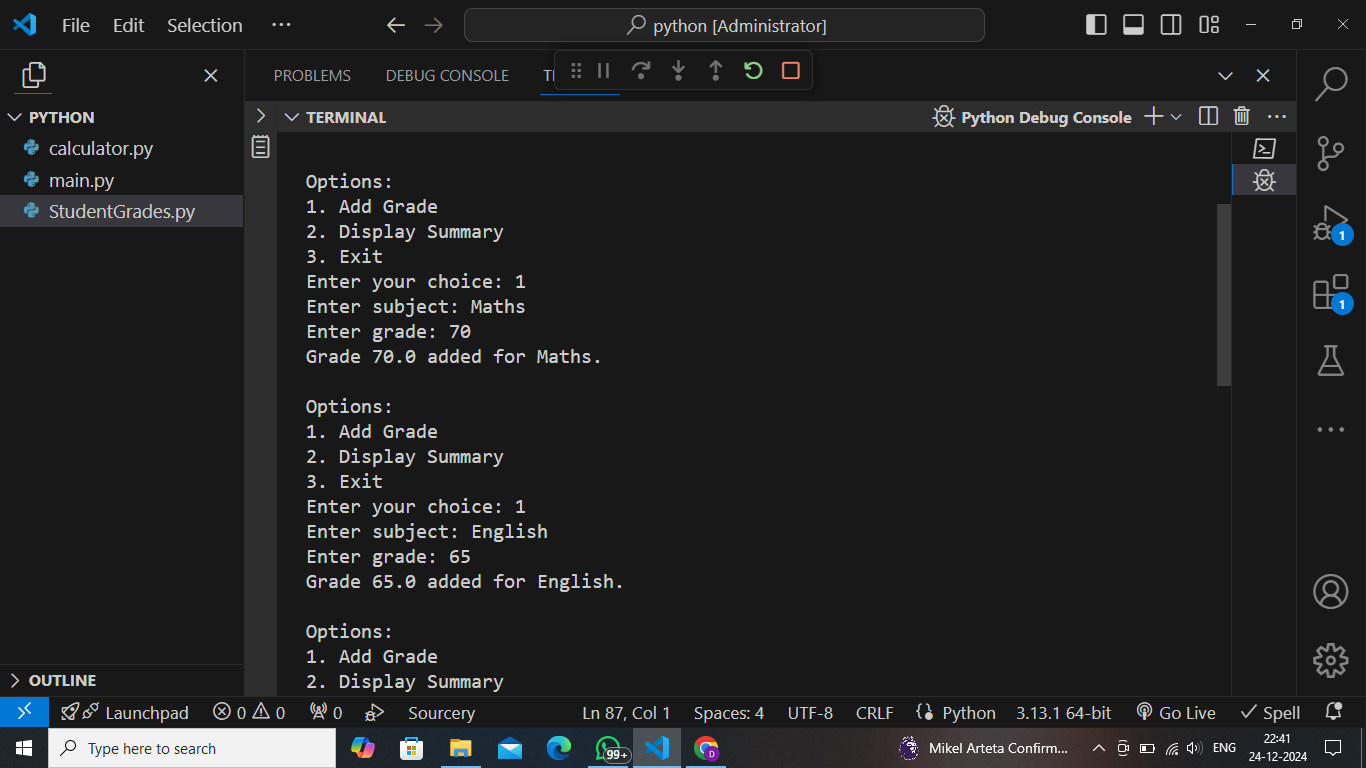 File Edit Selection ··· python [Administrator]
PROBLEMS DEBUG CONSOLE
PYTHON
calculator.py
main.py
StudentGrades.py
OUTLINE
TERMINAL Python Debug Console
Options:
1. Add Grade
2. Display Summary
3. Exit
Enter your choice: 1
Enter subject: Maths
Enter grade: 70
Grade 70.0 added for Maths.
Options:
1. Add Grade
2. Display Summary
3. Exit
Enter your choice: 1
Enter subject: English
Enter grade: 65
Grade 65.0 added for English.
Options:
1. Add Grade
2. Display Summary
1
1
Launchpad 0 0 0 Sourcery Ln 87, Col 1 Spaces: 4 UTF-8 CRLF Python 3.13.1 64-bit Go Live Spell
Type here to search 99+ D Mikel Arteta Confirm... ENG 22:41
24-12-2024